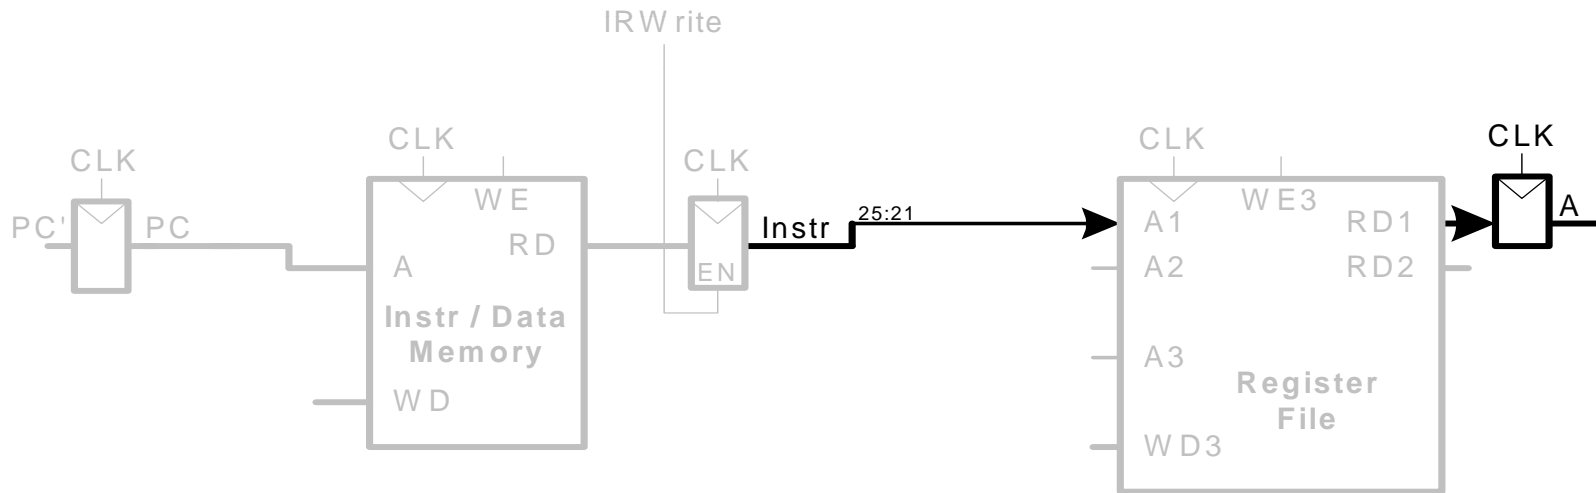 IRWrite
CLK
CLK
CLK
CLK
CLK
PC'
PC
WE
RD
A
Instr / Data
Memory
WD
EN
Instr
25:21
A1
WE3
RD1
A
A2
RD2
A3
Register
File
WD3